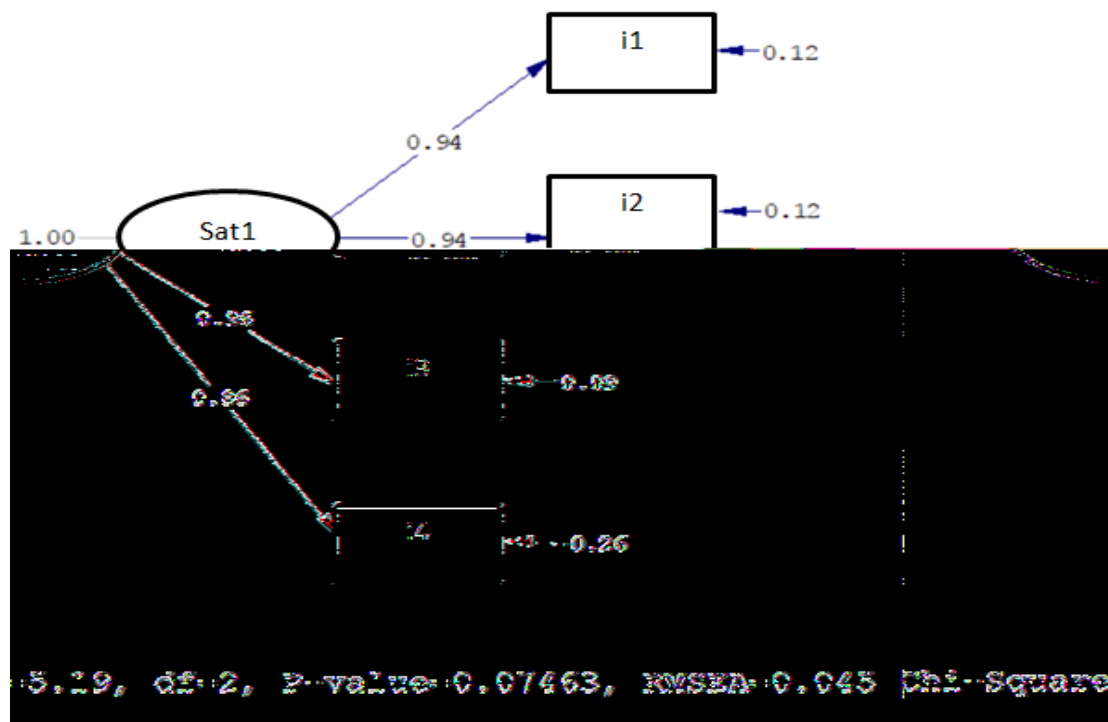 i1
0.12
0.94
i2
0.12
Sat1
1.00
0.94
0.96
0.09
0.86
0.26
=5.19, df=2, P-value=0.07463, RMSEA=0.045 Chi-Square